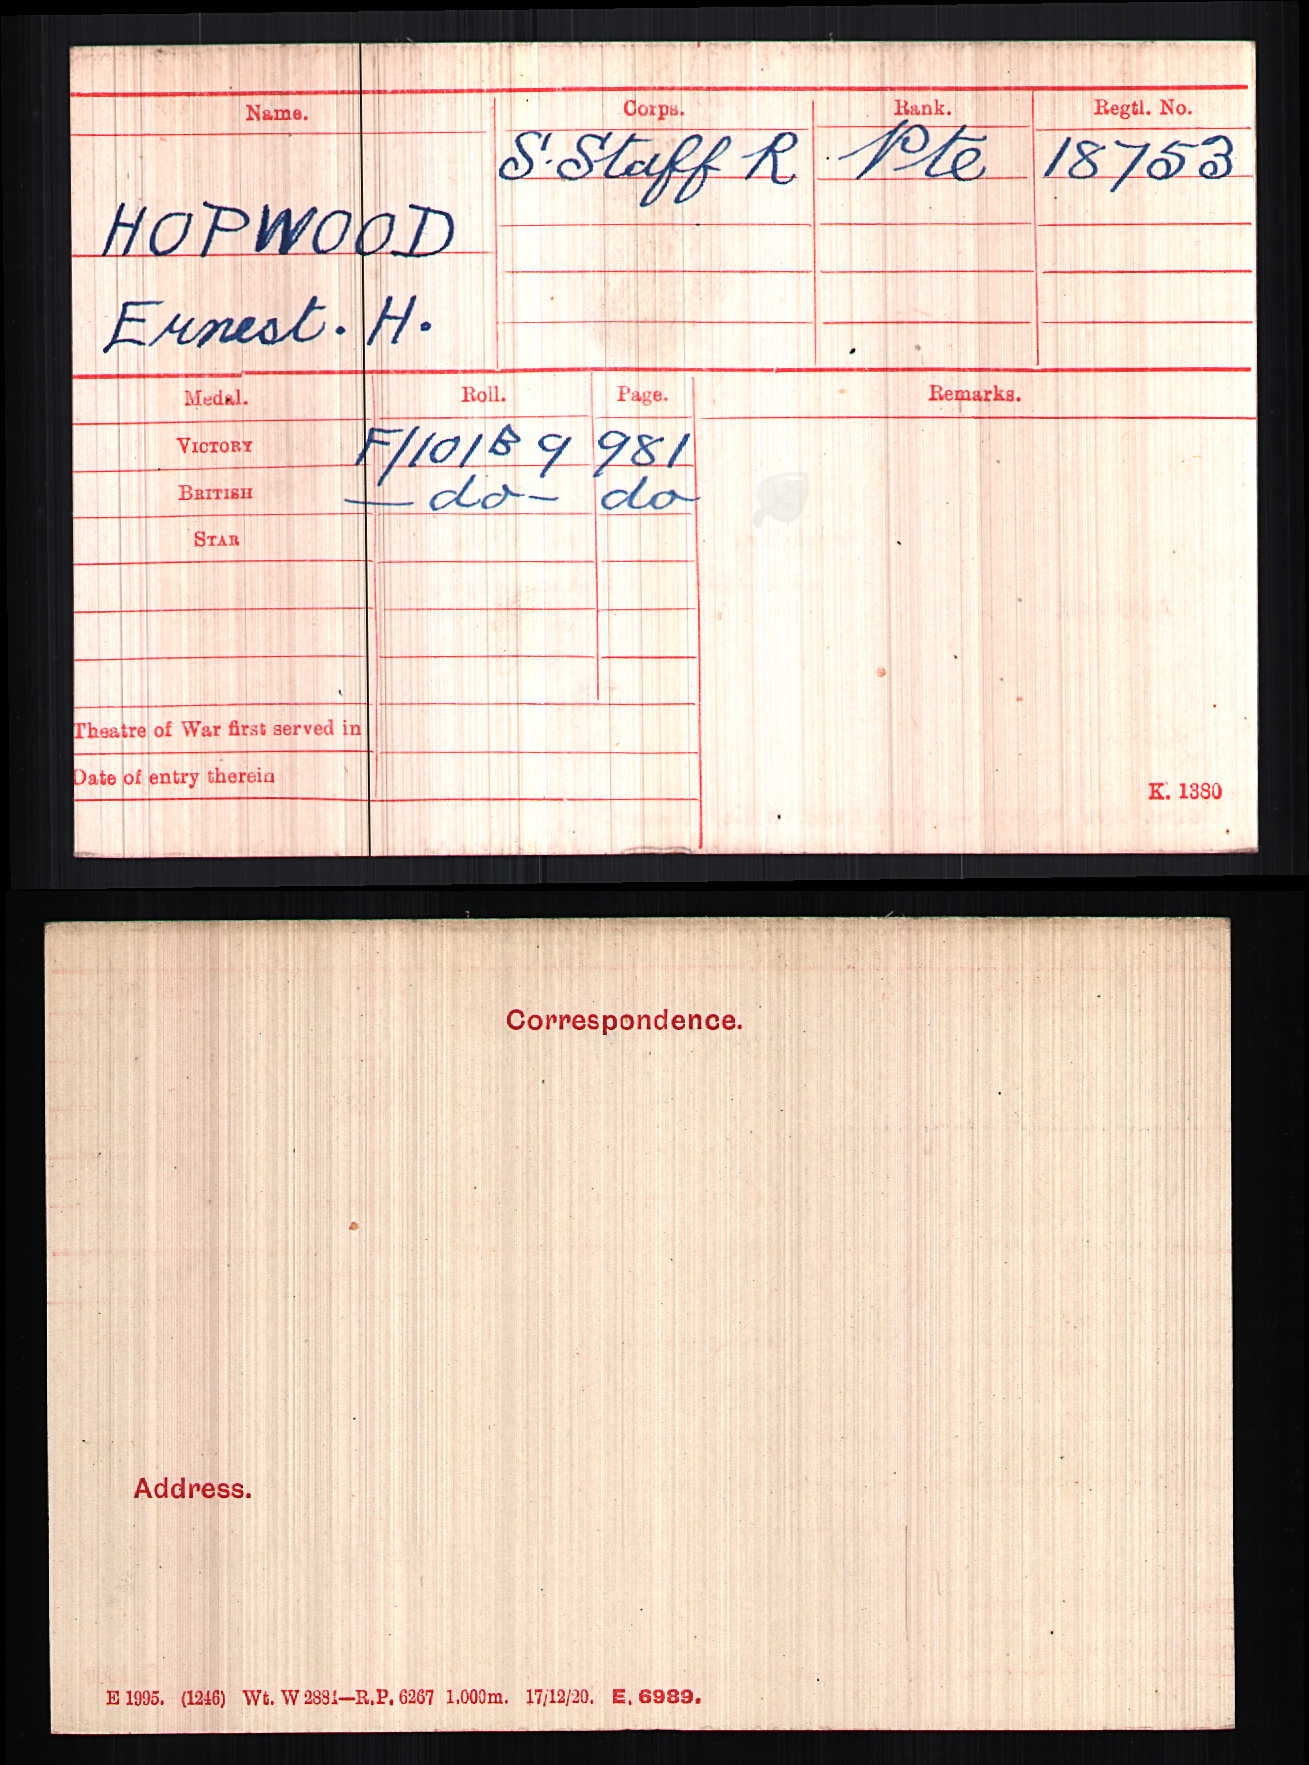 Name. Corps. Rank. Regtl. No.
S. Staff R Pte 18753
HOPWOOD
Ernest. H.
Medal. Roll. Page. Remarks.
VICTORY F/101 B 9 981
BRITISH — do — do
STAR
Theatre of War first served in
Date of entry therein
K. 1380
Correspondence.
Address.
E 1995. (1246) Wt. W 2881—R.P. 6267 1,000m. 17/12/20. E. 6989.